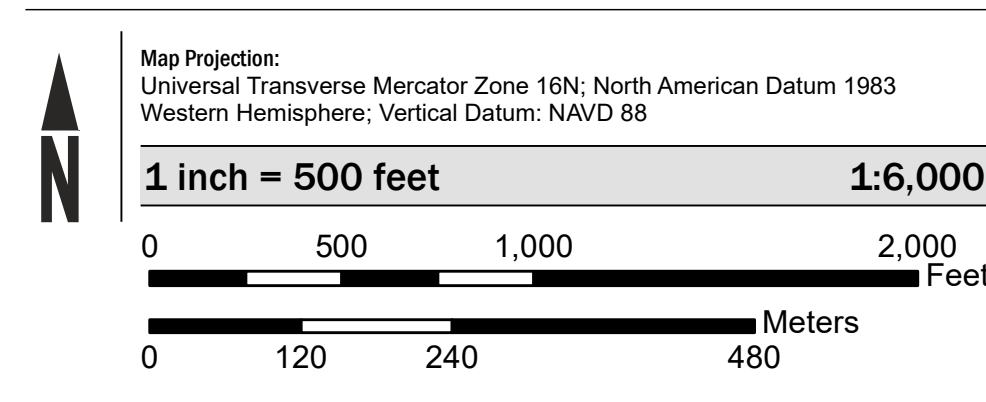 Map Projection:
Universal Transverse Mercator Zone 16N; North American Datum 1983
Western Hemisphere; Vertical Datum: NAVD 88
1 inch = 500 feet 1:6,000
N
0 500 1,000 2,000
Feet
Meters
0 120 240 480